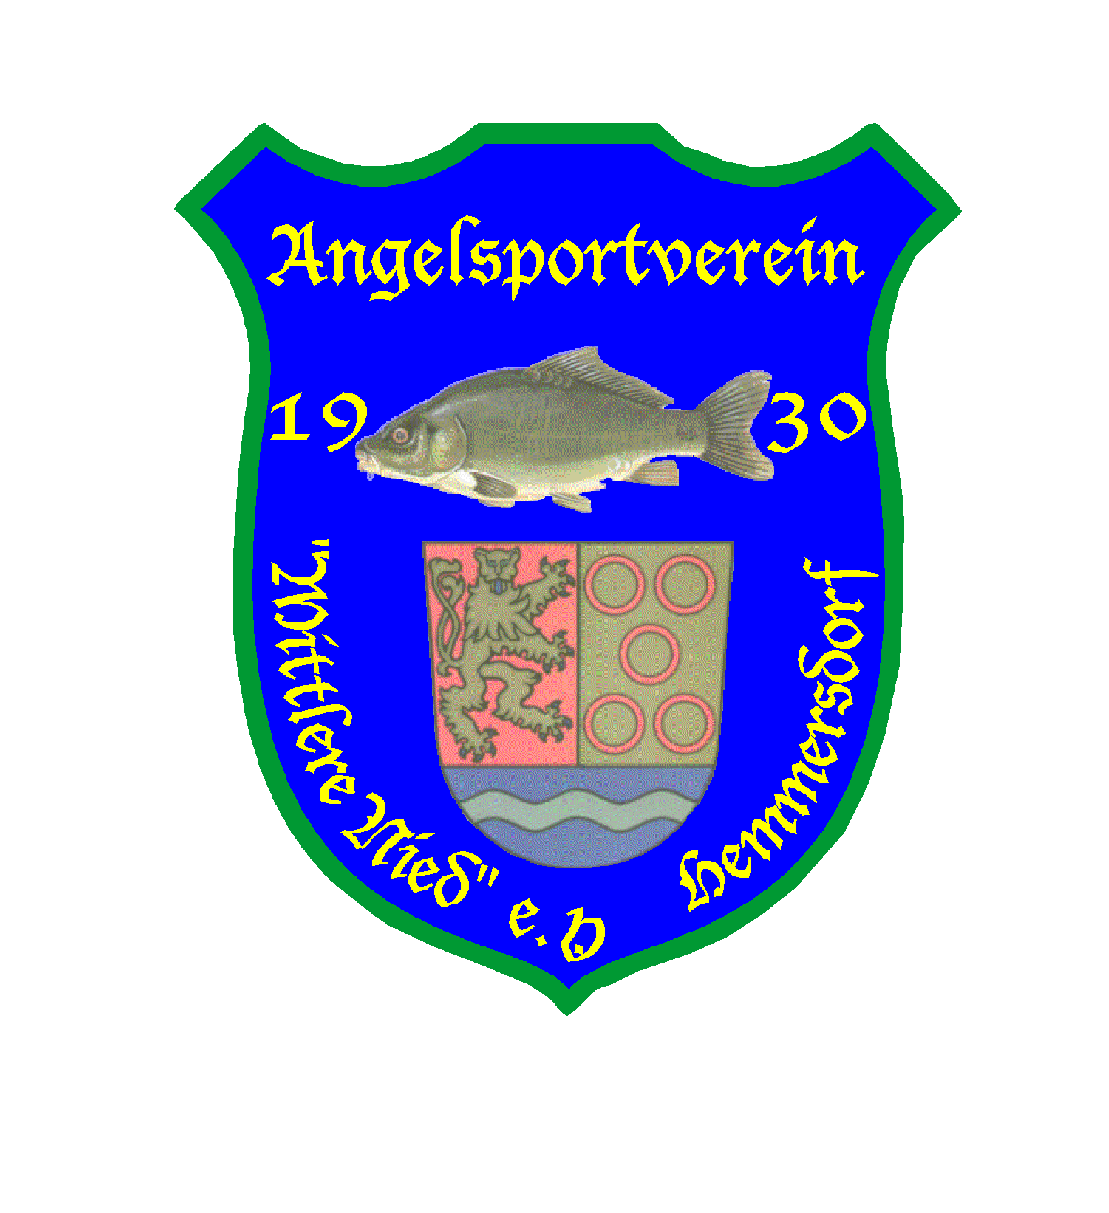 Angelsportverein
19 30
"Mittlere Nied" e.V Hemmersdorf